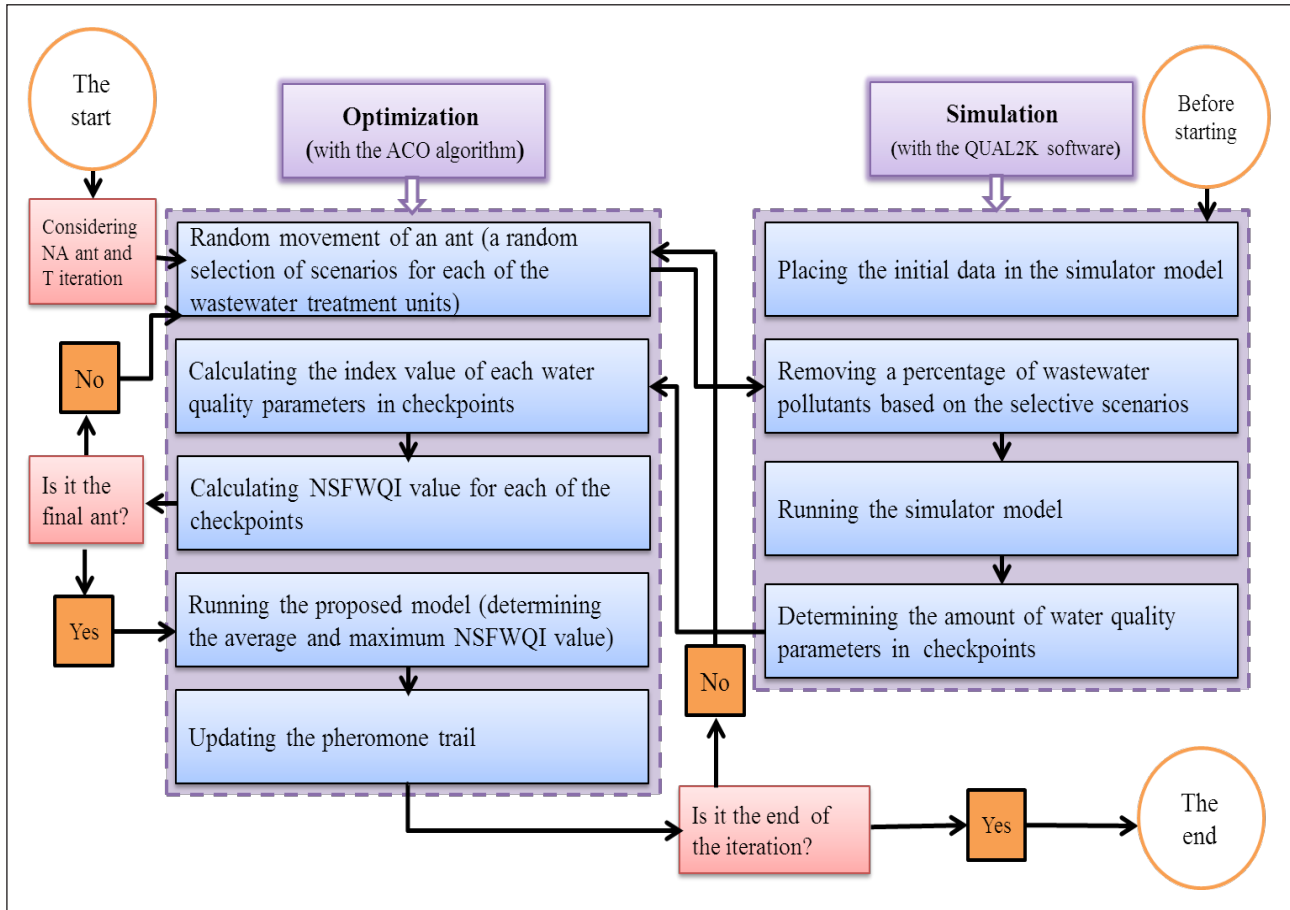 The
start
Optimization
(with the ACO algorithm)
Simulation
(with the QUAL2K software)
Before
starting
Considering
NA ant and
T iteration
Random movement of an ant (a random
selection of scenarios for each of the
wastewater treatment units)
Placing the initial data in the simulator model
No
Calculating the index value of each water
quality parameters in checkpoints
Removing a percentage of wastewater
pollutants based on the selective scenarios
Is it the
final ant?
Calculating NSFWQI value for each of the
checkpoints
Running the simulator model
Yes
Running the proposed model (determining
the average and maximum NSFWQI value)
Determining the amount of water quality
parameters in checkpoints
No
Updating the pheromone trail
Is it the end of
the iteration?
Yes
The
end